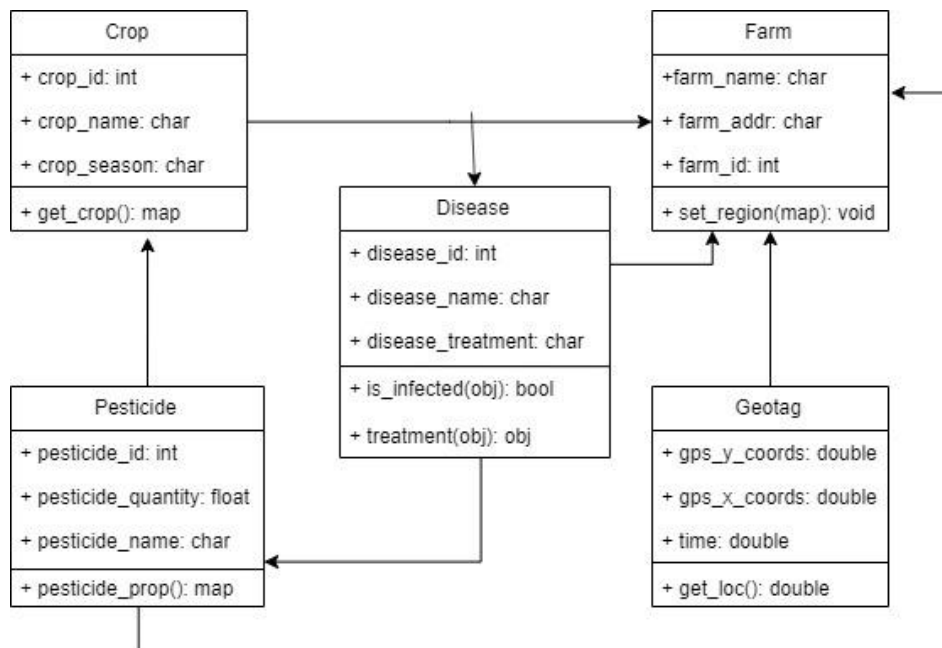 Crop
+ crop_id: int
+ crop_name: char
+ crop_season: char
+ get_crop(): map
Farm
+farm_name: char
+ farm_addr: char
+ farm_id: int
+ set_region(map): void
Disease
+ disease_id: int
+ disease_name: char
+ disease_treatment: char
+ is_infected(obj): bool
+ treatment(obj): obj
Pesticide
+ pesticide_id: int
+ pesticide_quantity: float
+ pesticide_name: char
+ pesticide_prop(): map
Geotag
+ gps_y_coords: double
+ gps_x_coords: double
+ time: double
+ get_loc(): double